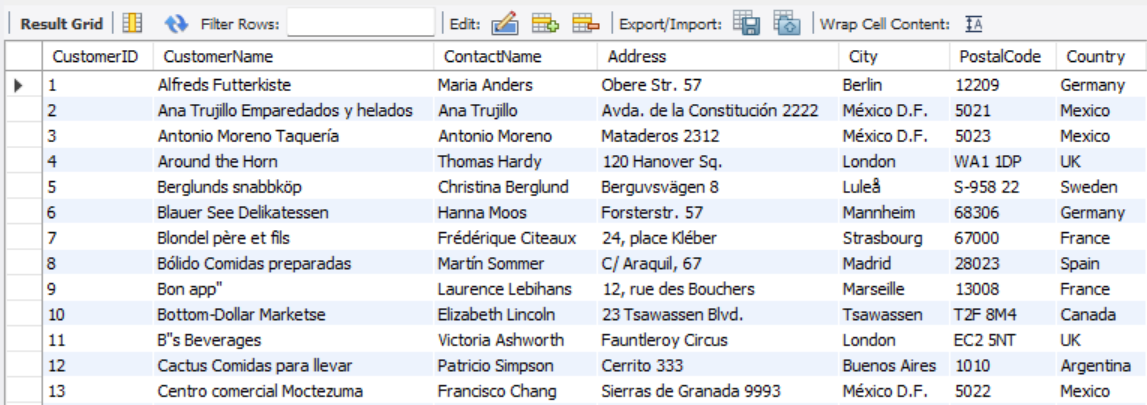 Result Grid Filter Rows: Edit: Export/Import: Wrap Cell Content: IA
CustomerID CustomerName ContactName Address City PostalCode Country
1 Alfreds Futterkiste Maria Anders Obere Str. 57 Berlin 12209 Germany
2 Ana Trujillo Emparedados y helados Ana Trujillo Avda. de la Constitución 2222 México D.F. 5021 Mexico
3 Antonio Moreno Taquería Antonio Moreno Mataderos 2312 México D.F. 5023 Mexico
4 Around the Horn Thomas Hardy 120 Hanover Sq. London WA1 1DP UK
5 Berglunds snabbköp Christina Berglund Berguvsvägen 8 Luleå S-958 22 Sweden
6 Blauer See Delikatessen Hanna Moos Forsterstr. 57 Mannheim 68306 Germany
7 Blondel père et fils Frédérique Citeaux 24, place Kléber Strasbourg 67000 France
8 Bólido Comidas preparadas Martín Sommer C/ Araquil, 67 Madrid 28023 Spain
9 Bon app" Laurence Lebihans 12, rue des Bouchers Marseille 13008 France
10 Bottom-Dollar Marketse Elizabeth Lincoln 23 Tsawassen Blvd. Tsawassen T2F 8M4 Canada
11 B"s Beverages Victoria Ashworth Fauntleroy Circus London EC2 5NT UK
12 Cactus Comidas para llevar Patricio Simpson Cerrito 333 Buenos Aires 1010 Argentina
13 Centro comercial Moctezuma Francisco Chang Sierras de Granada 9993 México D.F. 5022 Mexico